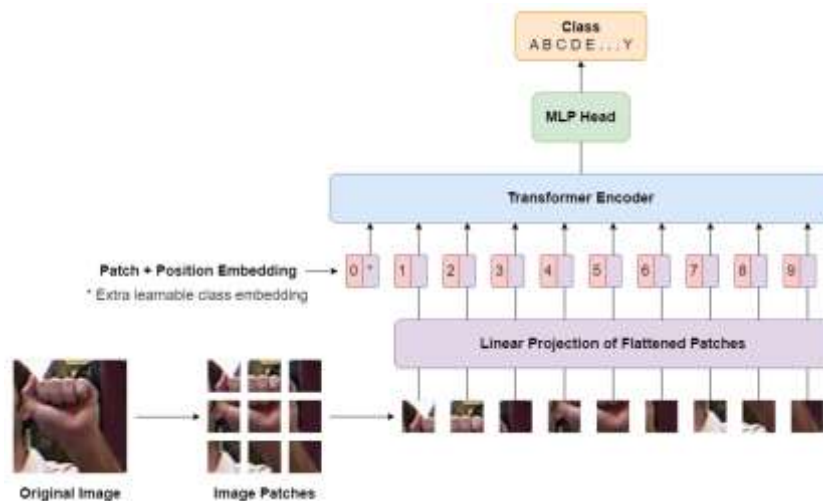 Class
A B C D E . . . Y
MLP Head
Transformer Encoder
Patch + Position Embedding
0 * 1 2 3 4 5 6 7 8 9
* Extra learnable class embedding
Linear Projection of Flattened Patches
Original Image
Image Patches